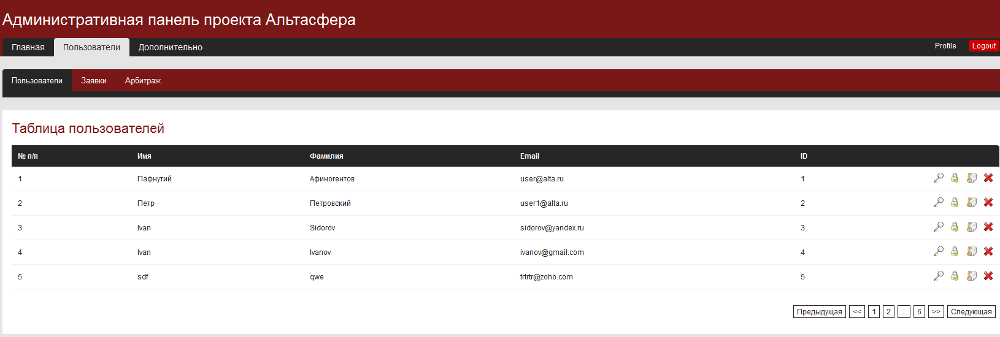 Административная панель проекта Альтасфера
Главная Пользователи Дополнительно Profile Logout
Пользователи Заявки Арбитраж
Таблица пользователей
№ п/п Имя Фамилия Email ID
1 Пафнутий Афиногентов user@alta.ru 1
2 Петр Петровский user1@alta.ru 2
3 Ivan Sidorov sidorov@yandex.ru 3
4 Ivan Ivanov ivanov@gmail.com 4
5 sdf qwe trtrtr@zoho.com 5
Предыдущая << 1 2 ... 6 >> Следующая